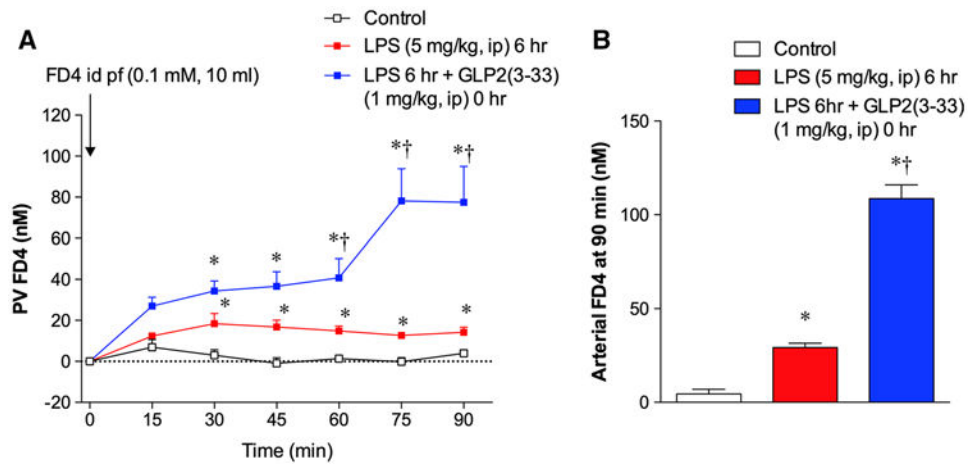 A
Control
LPS (5 mg/kg, ip) 6 hr
LPS 6 hr + GLP2(3-33)
(1 mg/kg, ip) 0 hr
FD4 id pf (0.1 mM, 10 ml)
120
100
80
60
40
20
0
-20
PV FD4 (nM)
*†
*†
*†
*
*
*
*
*
*
*
0
15
30
45
60
75
90
Time (min)
B
Control
LPS (5 mg/kg, ip) 6 hr
LPS 6hr + GLP2(3-33)
(1 mg/kg, ip) 0 hr
150
100
50
0
Arterial FD4 at 90 min (nM)
*
*†